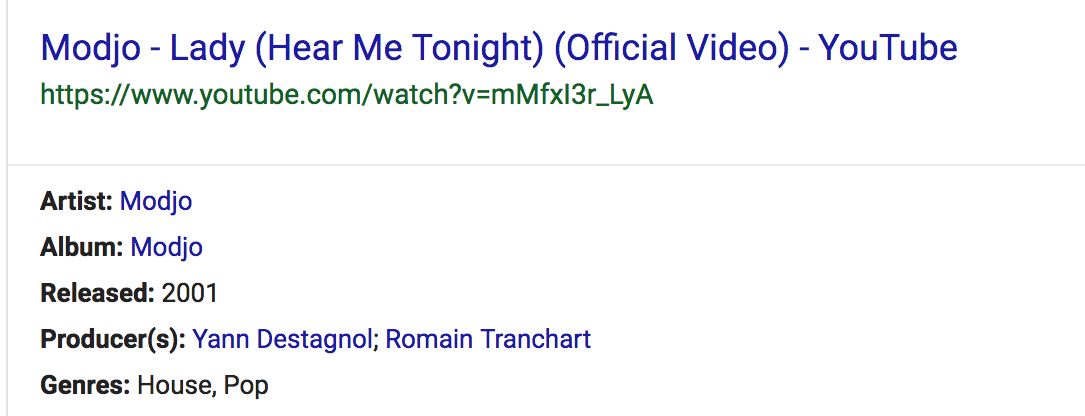 Modjo - Lady (Hear Me Tonight) (Official Video) - YouTube
https://www.youtube.com/watch?v=mMfxI3r_LyA
Artist: Modjo
Album: Modjo
Released: 2001
Producer(s): Yann Destagnol; Romain Tranchart
Genres: House, Pop